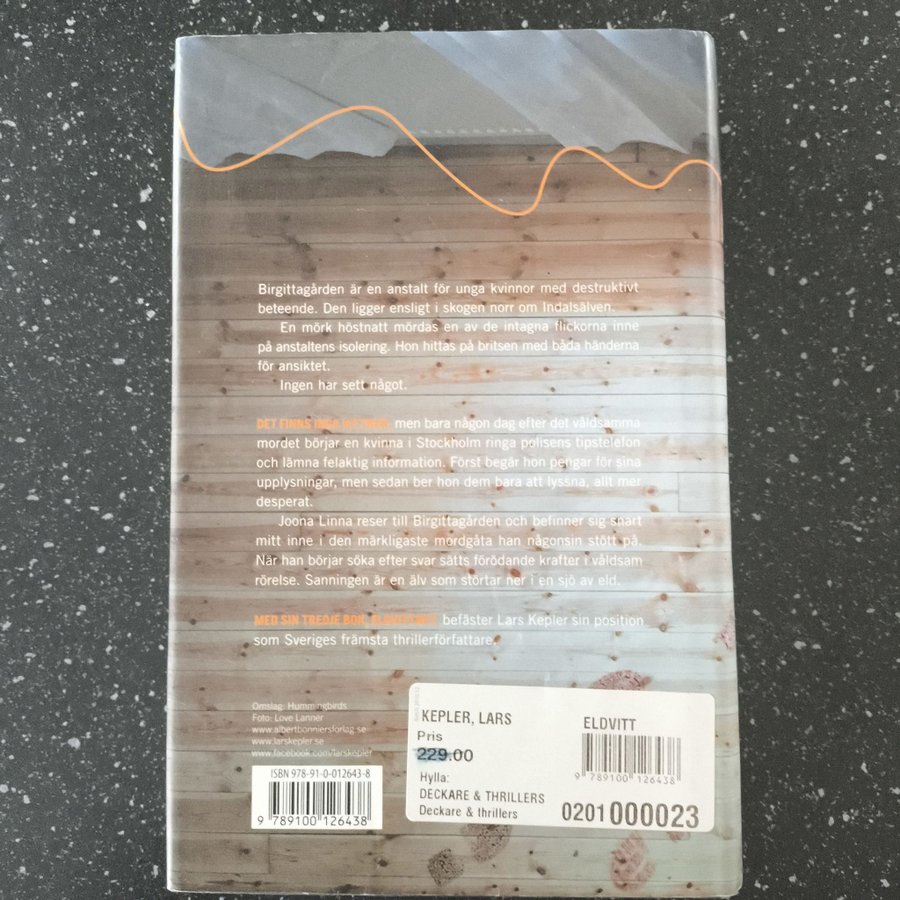 Birgittagården är en anstalt för unga kvinnor med destruktivt
beteende. Den ligger ensligt i skogen norr om Indalsälven.
En mörk höstnatt mördas en av de intagna flickorna inne
på anstaltens isolering. Hon hittas på britsen med båda händerna
för ansiktet.
Ingen har sett något.
DET FINNS INGA VITTNEN, men bara någon dag efter det våldsamma
mordet börjar en kvinna i Stockholm ringa polisens tipstelefon
och lämna felaktig information. Först begär hon pengar för sina
upplysningar, men sedan ber hon dem bara att lyssna, allt mer
desperat.
Joona Linna reser till Birgittagården och befinner sig snart
mitt inne i den märkligaste mordgåta han någonsin stött på.
När han börjar söka efter svar sätts förödande krafter i våldsam
rörelse. Sanningen är en älv som störtar ner i en sjö av eld.
MED SIN TREDJE BOK, ELDVITTNET befäster Lars Kepler sin position
som Sveriges främsta thrillerförfattare.
Omslag: Hummingbirds
Foto: Love Lannér
www.albertbonniersforlag.se
www.larskepler.se
www.facebook.com/larskepler
ISBN 978-91-0-012643-8
9 789100 126438
KEPLER, LARS ELDVITT
Pris
229.00
9 789100 126438
Hylla:
DECKARE & THRILLERS
Deckare & thrillers
0201000023